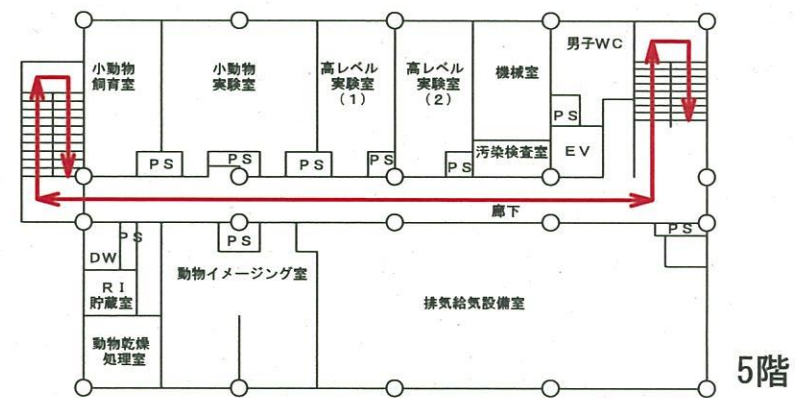 小動物
飼育室
小動物
実験室
高レベル
実験室
(1)
高レベル
実験室
(2)
機械室
男子WC
PS
汚染検査室
EV
PS
PS
PS
PS
PS
廊下
DW
PS
PS
PS
RI
貯蔵室
動物イメージング室
排気給気設備室
動物乾燥
処理室
5階